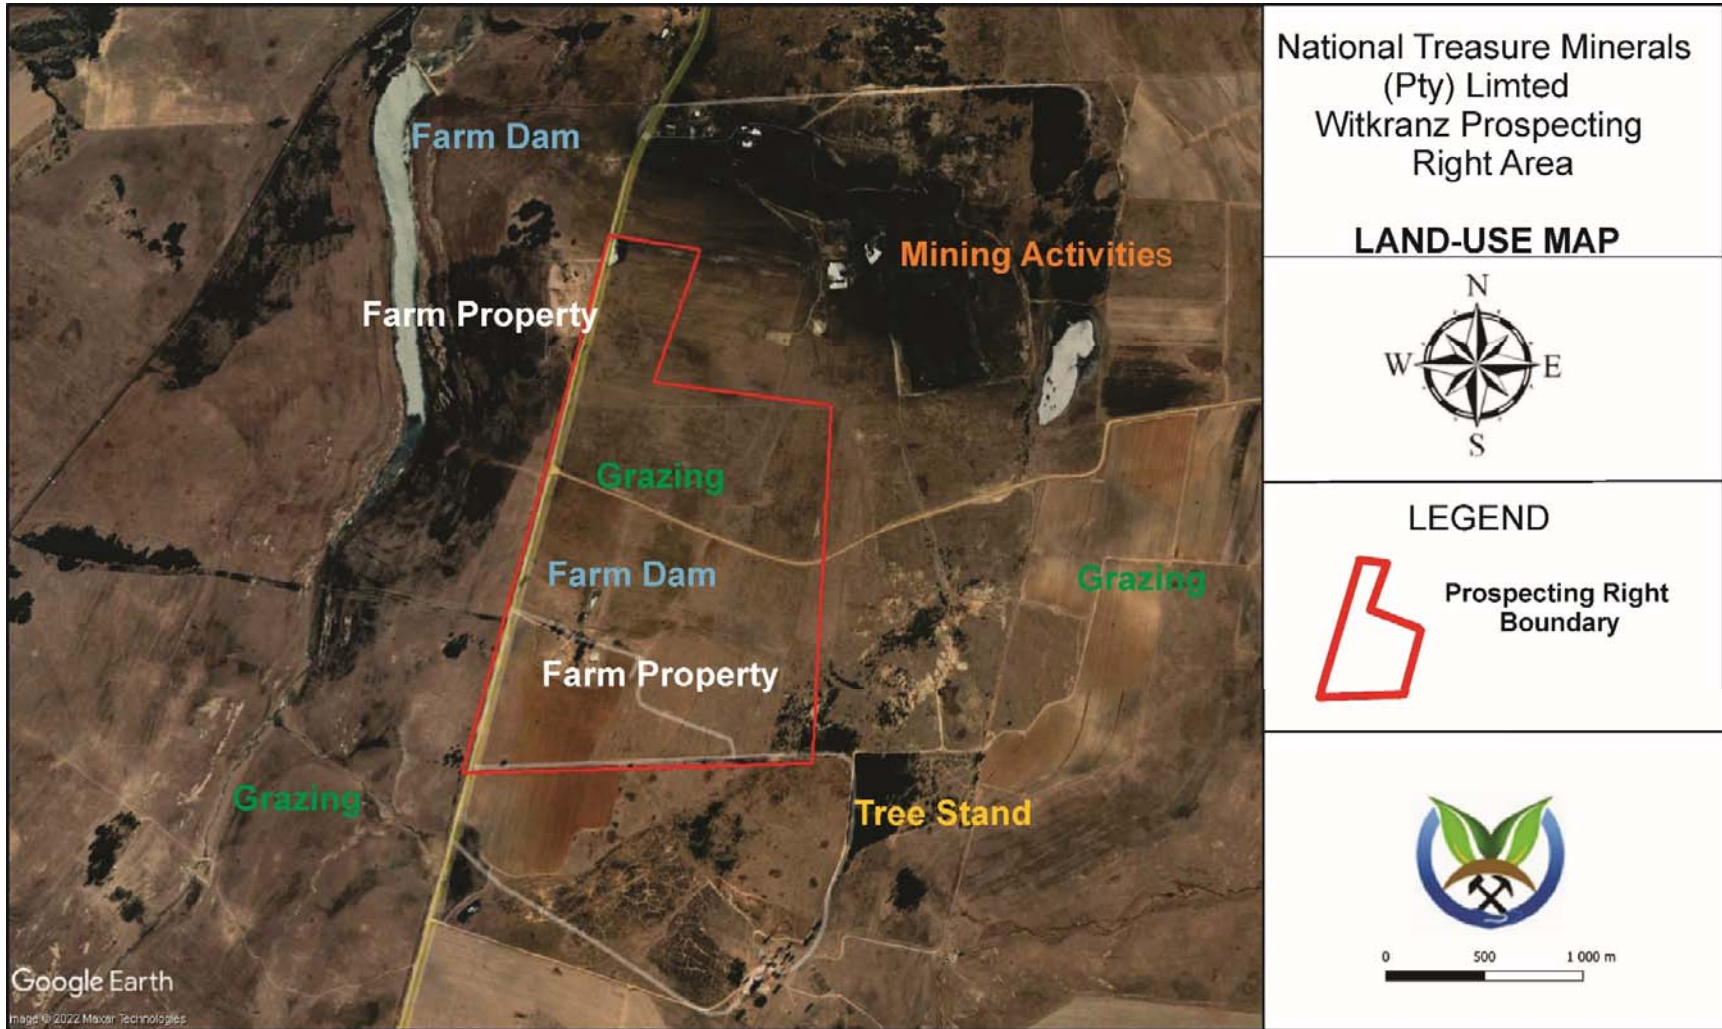 National Treasure Minerals
(Pty) Limted
Witkranz Prospecting
Right Area
LAND-USE MAP
N
W
E
S
LEGEND
Prospecting Right
Boundary
0 500 1 000 m
Farm Dam
Mining Activities
Farm Property
Grazing
Farm Dam
Grazing
Farm Property
Grazing
Tree Stand
Google Earth
Image © 2022 Maxar Technologies